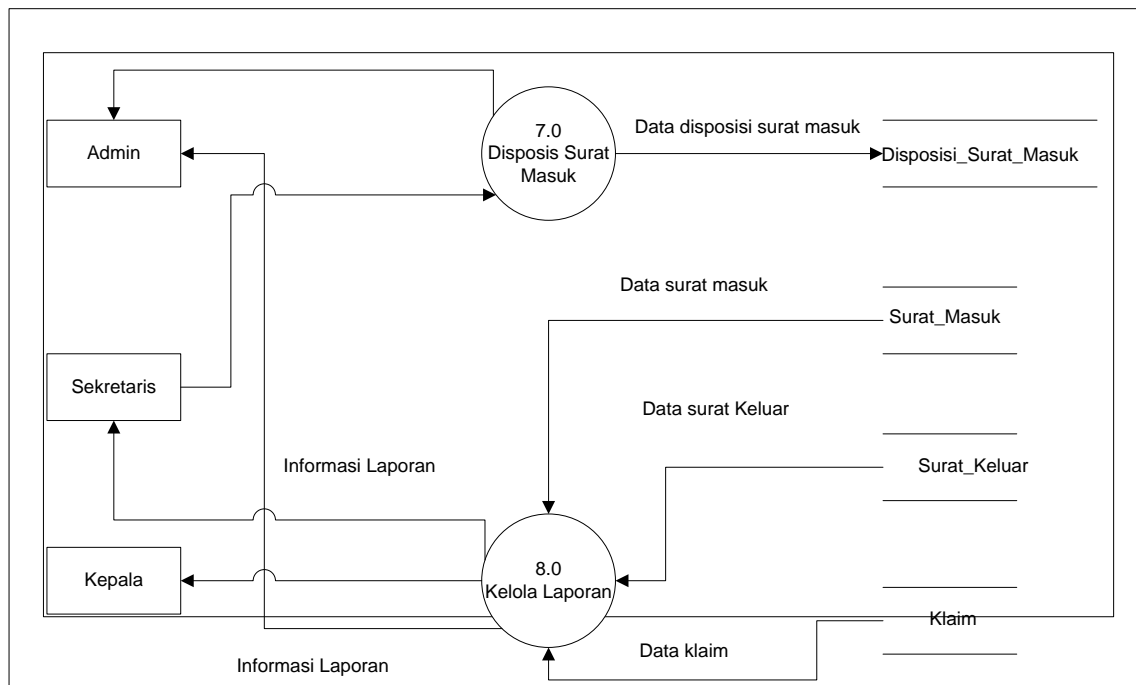 7.0
Disposis Surat
Masuk
Data disposisi surat masuk
Admin
Disposisi_Surat_Masuk
Data surat masuk
Surat_Masuk
Sekretaris
Data surat Keluar
Informasi Laporan
Surat_Keluar
8.0
Kelola Laporan
Kepala
Klaim
Data klaim
Informasi Laporan